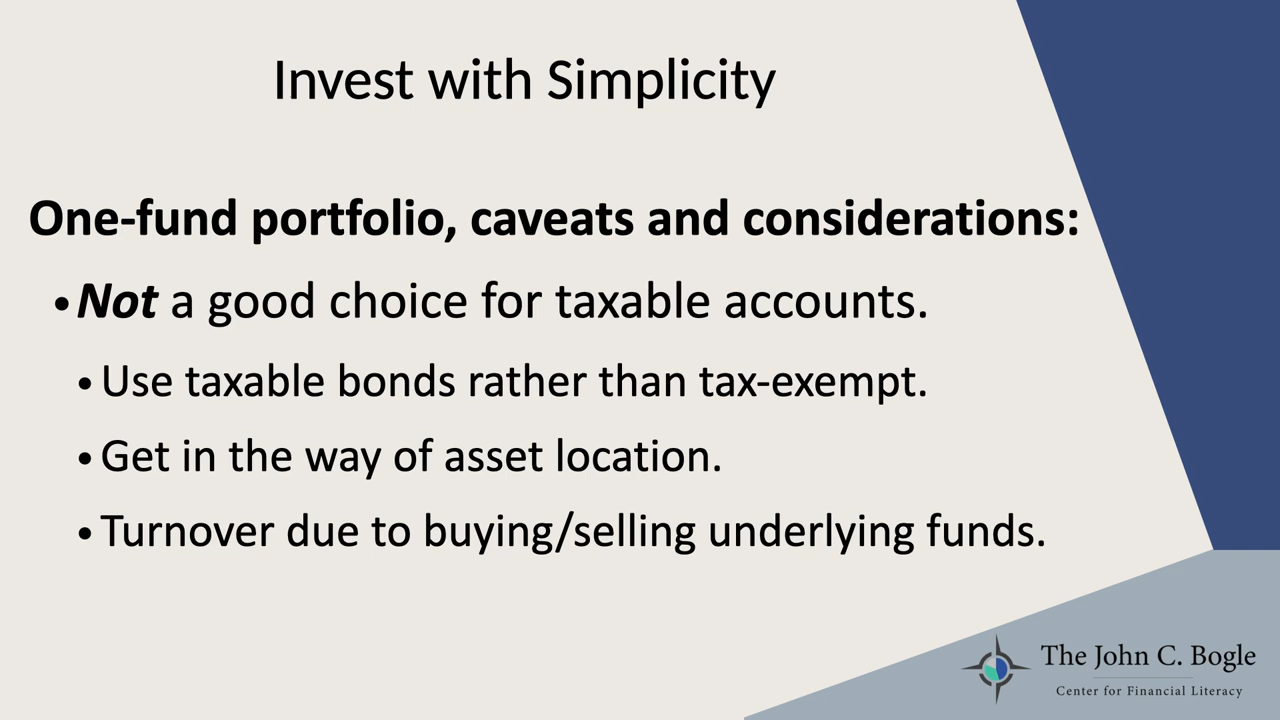 Invest with Simplicity
One-fund portfolio, caveats and considerations:
•Not a good choice for taxable accounts.
•Use taxable bonds rather than tax-exempt.
•Get in the way of asset location.
•Turnover due to buying/selling underlying funds.
The John C. Bogle
Center for Financial Literacy